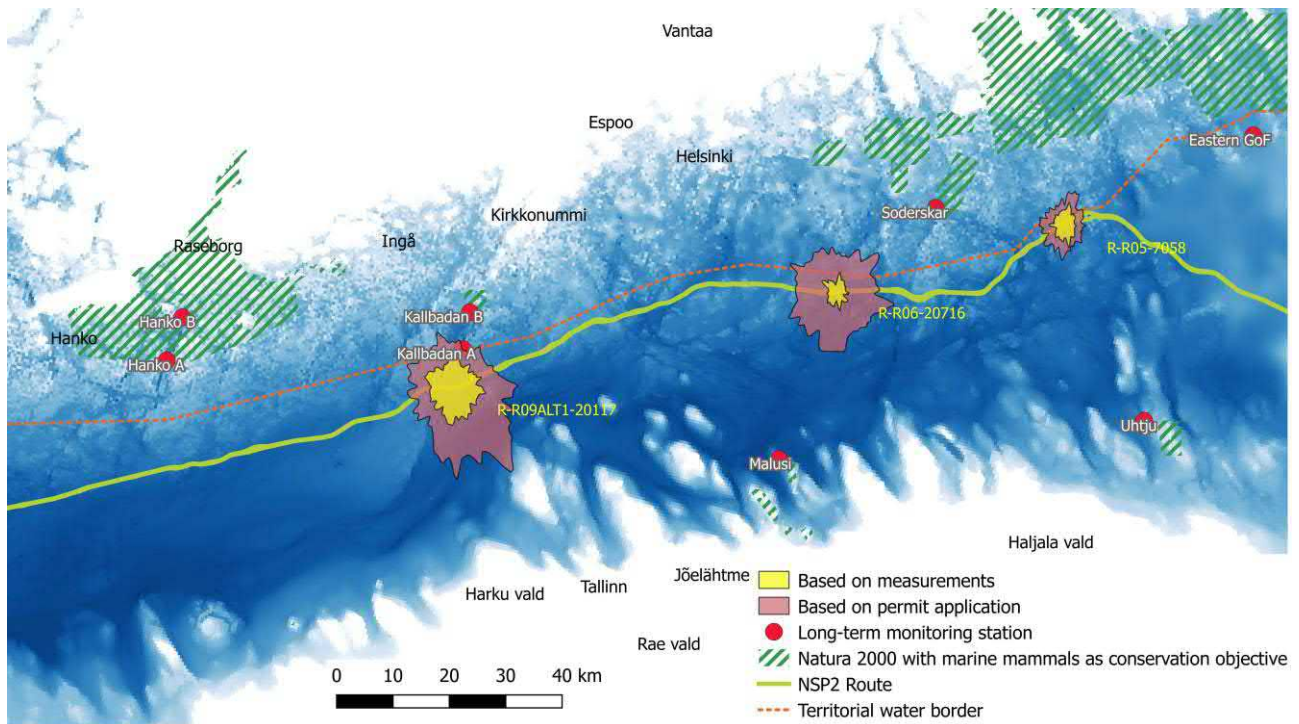 Vantaa
Espoo
Helsinki
Eastern GoF
Kirkkonummi
Soderskar
Ingå
Raseborg
R-R05-7058
Kallbadan B
R-R06-20716
Hanko B
Hanko
Kallbadan A
Hanko A
R-R09ALT1-20117
Uhtju
Malusi
Haljala vald
Jõelähtme
Tallinn
Harku vald
Rae vald
Based on measurements
Based on permit application
Long-term monitoring station
Natura 2000 with marine mammals as conservation objective
NSP2 Route
Territorial water border
0 10 20 30 40 km